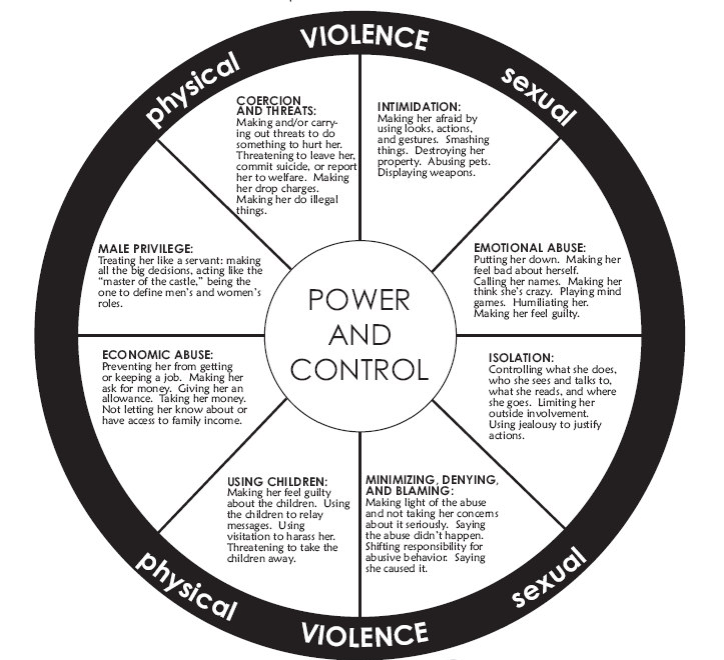 physical
VIOLENCE
sexual
COERCION
AND THREATS:
Making and/or carry-
ing out threats to do
something to hurt her.
Threatening to leave her,
commit suicide, or report
her to welfare. Making
her drop charges.
Making her do illegal
things.
INTIMIDATION:
Making her afraid by
using looks, actions,
and gestures. Smashing
things. Destroying her
property. Abusing pets.
Displaying weapons.
MALE PRIVILEGE:
Treating her like a servant: making
all the big decisions, acting like the
“master of the castle,” being the
one to define men’s and women’s
roles.
EMOTIONAL ABUSE:
Putting her down. Making her
feel bad about herself.
Calling her names. Making her
think she’s crazy. Playing mind
games. Humiliating her.
Making her feel guilty.
POWER
AND
CONTROL
ECONOMIC ABUSE:
Preventing her from getting
or keeping a job. Making her
ask for money. Giving her an
allowance. Taking her money.
Not letting her know about or
have access to family income.
ISOLATION:
Controlling what she does,
who she sees and talks to,
what she reads, and where
she goes. Limiting her
outside involvement.
Using jealousy to justify
actions.
USING CHILDREN:
Making her feel guilty
about the children. Using
the children to relay
messages. Using
visitation to harass her.
Threatening to take the
children away.
MINIMIZING, DENYING,
AND BLAMING:
Making light of the abuse
and not taking her concerns
about it seriously. Saying
the abuse didn’t happen.
Shifting responsibility for
abusive behavior. Saying
she caused it.
physical
VIOLENCE
sexual